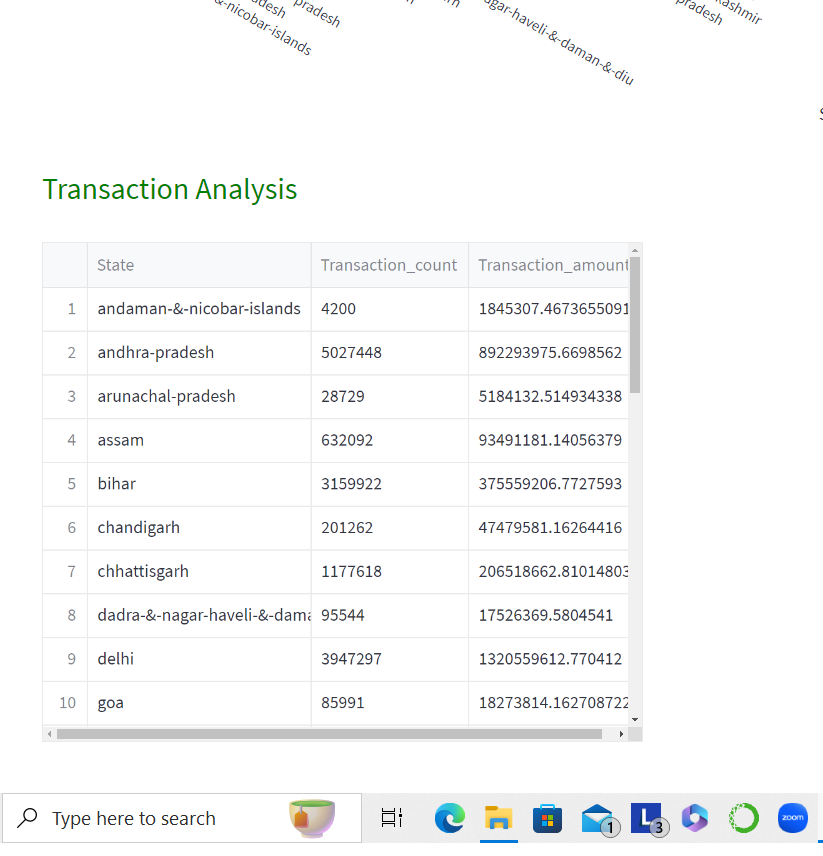 &-nicobar-islands
pradesh
agar-haveli-&-daman-&-diu
pradesh
Transaction Analysis
State Transaction_count Transaction_amount
1 andaman-&-nicobar-islands 4200 1845307.4673655091
2 andhra-pradesh 5027448 892293975.6698562
3 arunachal-pradesh 28729 5184132.514934338
4 assam 632092 93491181.14056379
5 bihar 3159922 375559206.7727593
6 chandigarh 201262 47479581.16264416
7 chhattisgarh 1177618 206518662.81014803
8 dadra-&-nagar-haveli-&-dama 95544 17526369.5804541
9 delhi 3947297 1320559612.770412
10 goa 85991 18273814.162708722
Type here to search
1
L
3
zoom